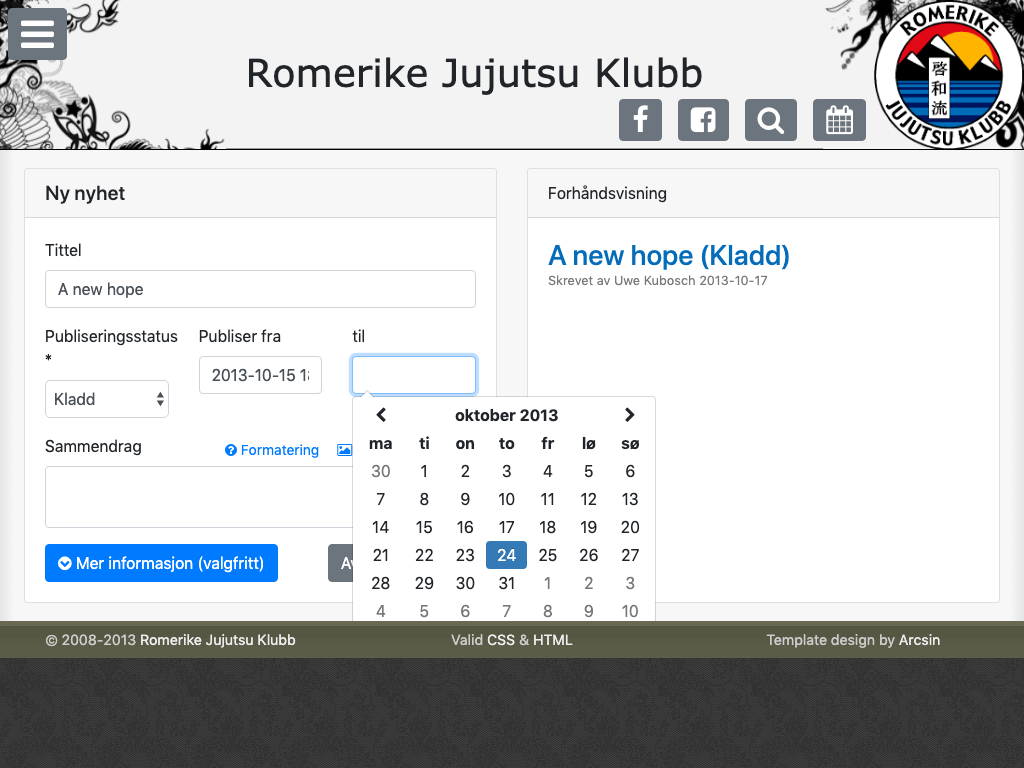 Romerike Jujutsu Klubb
ROMERIKE
啓和流
JUJUTSU KLUBB
Ny nyhet
Tittel
A new hope
Publiseringsstatus
*
Kladd
Publiser fra
2013-10-15 18
til
Sammendrag
Formatering
oktober 2013
ma ti on to fr lø sø
30 1 2 3 4 5 6
7 8 9 10 11 12 13
14 15 16 17 18 19 20
21 22 23 24 25 26 27
28 29 30 31 1 2 3
4 5 6 7 8 9 10
Mer informasjon (valgfritt)
Forhåndsvisning
A new hope (Kladd)
Skrevet av Uwe Kubosch 2013-10-17
© 2008-2013 Romerike Jujutsu Klubb
Valid CSS & HTML
Template design by Arcsin